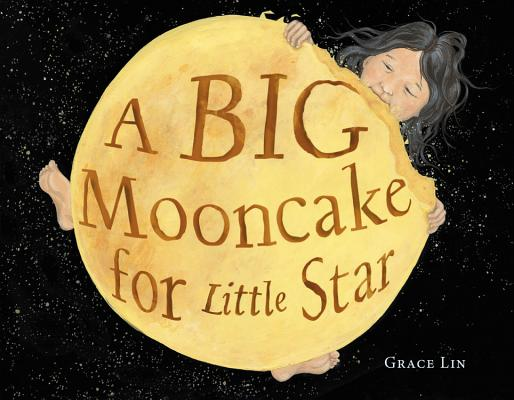 A BIG
Mooncake
for Little Star
GRACE LIN